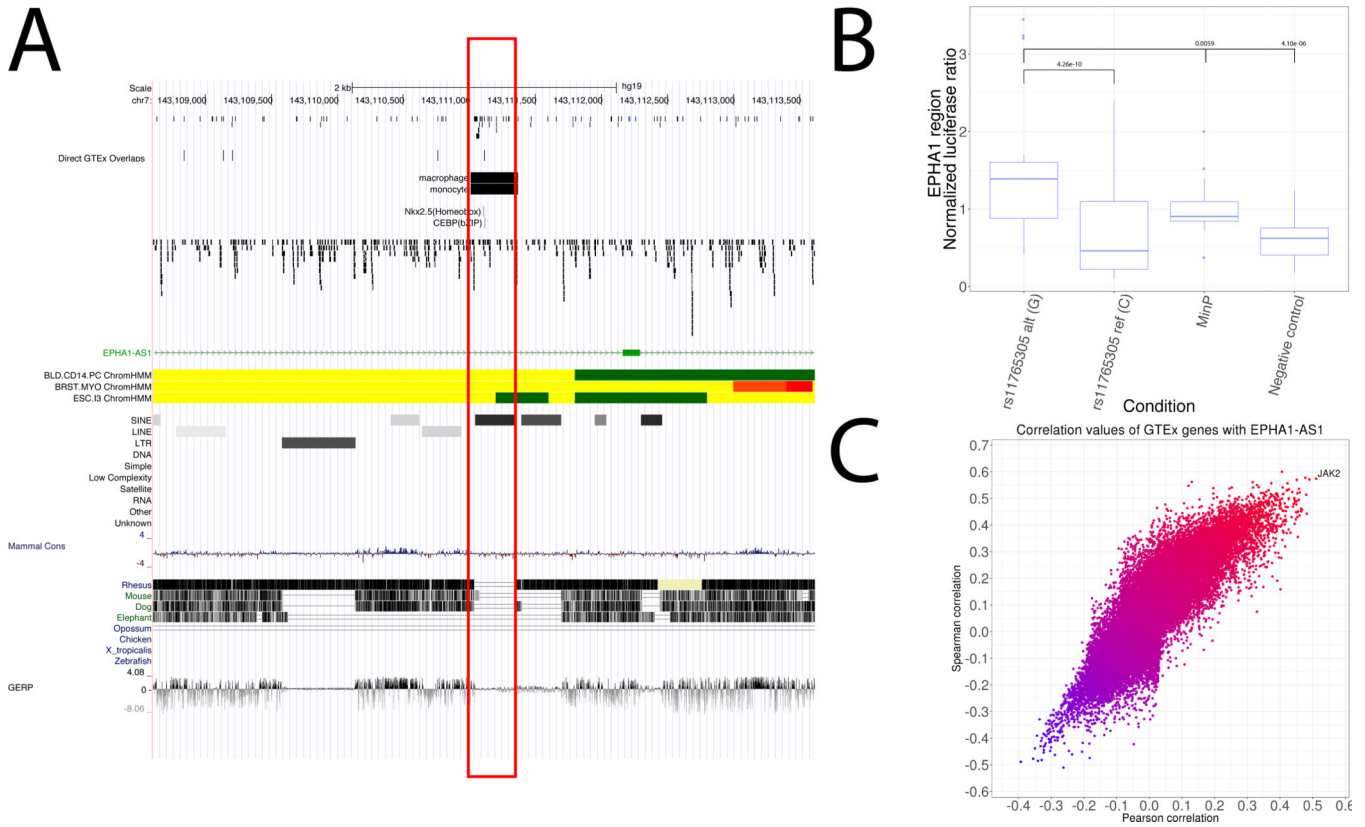 A
Scale
2 kb
hg19
chr7:
143,109,000
143,109,500
143,110,000
143,110,500
143,111,000
143,111,500
143,112,000
143,112,500
143,113,000
143,113,500
Direct GTEx Overlaps
macrophage
monocyte
Nkx2.5(Homeobox)
CEBP(bZIP)
EPHA1-AS1
BLD.CD14.PC ChromHMM
BRST.MYO ChromHMM
ESC.I3 ChromHMM
SINE
LINE
LTR
DNA
Simple
Low Complexity
Satellite
RNA
Other
Unknown
4
Mammal Cons
-4
Rhesus
Mouse
Dog
Elephant
Opossum
Chicken
X_tropicalis
Zebrafish
4.08
GERP
0
-8.06
B
EPHA1 region
Normalized luciferase ratio
3
2
1
0
0.0059
4.10e-06
4.26e-10
rs11765305 alt (G)
rs11765305 ref (C)
MinP
Negative control
Condition
C
Correlation values of GTEx genes with EPHA1-AS1
JAK2
Spearman correlation
0.7
0.6
0.5
0.4
0.3
0.2
0.1
0.0
-0.1
-0.2
-0.3
-0.4
-0.5
-0.6
-0.4 -0.3 -0.2 -0.1 0.0 0.1 0.2 0.3 0.4 0.5 0.6
Pearson correlation